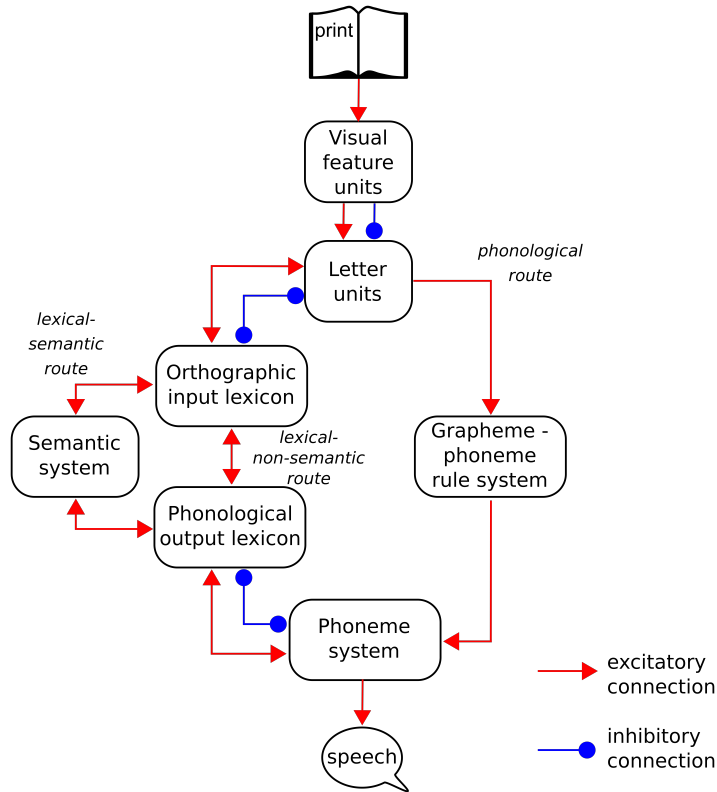 print
Visual
feature
units
phonological
route
Letter
units
lexical-
semantic
route
Orthographic
input lexicon
Semantic
system
lexical-
non-semantic
route
Grapheme -
phoneme
rule system
Phonological
output lexicon
Phoneme
system
excitatory
connection
inhibitory
connection
speech